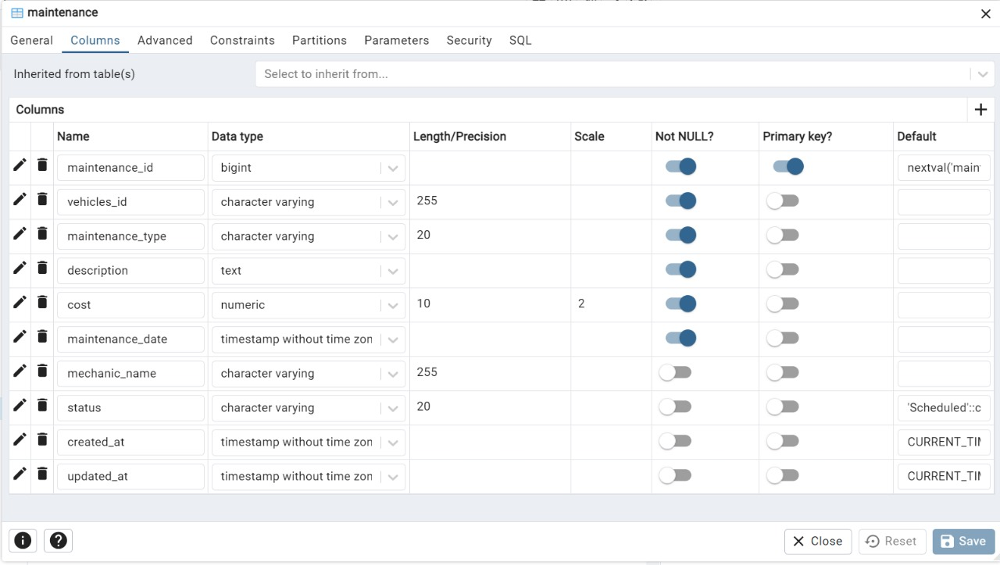 maintenance
General Columns Advanced Constraints Partitions Parameters Security SQL
Inherited from table(s) Select to inherit from...
Columns
Name Data type Length/Precision Scale Not NULL? Primary key? Default
maintenance_id bigint nextval('main
vehicles_id character varying 255
maintenance_type character varying 20
description text
cost numeric 10 2
maintenance_date timestamp without time zon
mechanic_name character varying 255
status character varying 20 'Scheduled'::c
created_at timestamp without time zon CURRENT_TIM
updated_at timestamp without time zon CURRENT_TIM
Close Reset Save